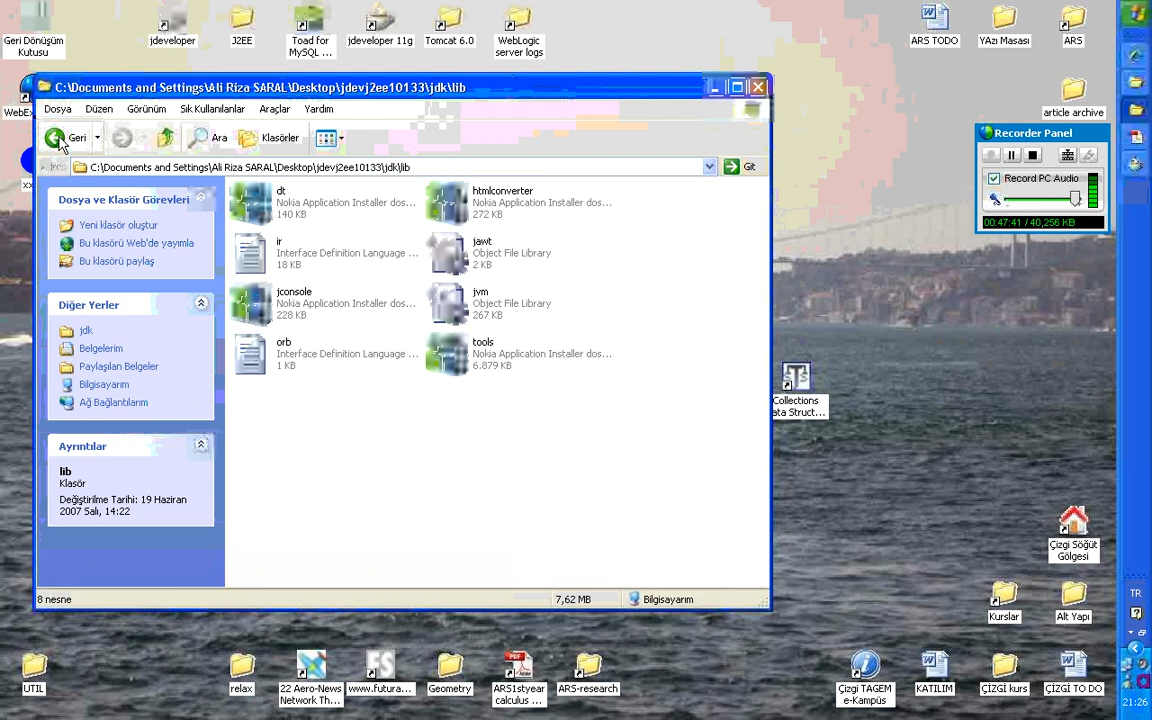 Geri Dönüşüm
Kutusu
jdeveloper
J2EE
Toad for
MySQL ...
jdeveloper 11g
Tomcat 6.0
WebLogic
server logs
ARS TODO
YAzı Masası
ARS
article archive
WebEx
C:\Documents and Settings\Ali Rıza SARAL\Desktop\jdevj2ee10133\jdk\lib
Dosya Düzen Görünüm Sık Kullanılanlar Araçlar Yardım
Geri Ara Klasörler
C:\Documents and Settings\Ali Rıza SARAL\Desktop\jdevj2ee10133\jdk\lib Git
Dosya ve Klasör Görevleri
Yeni klasör oluştur
Bu klasörü Web'de yayımla
Bu klasörü paylaş
Diğer Yerler
jdk
Belgelerim
Paylaşılan Belgeler
Bilgisayarım
Ağ Bağlantılarım
Ayrıntılar
lib
Klasör
Değiştirilme Tarihi: 19 Haziran
2007 Salı, 14:22
dt
Nokia Application Installer dos...
140 KB
htmlconverter
Nokia Application Installer dos...
272 KB
ir
Interface Definition Language ...
18 KB
jawt
Object File Library
2 KB
jconsole
Nokia Application Installer dos...
228 KB
jvm
Object File Library
267 KB
orb
Interface Definition Language ...
1 KB
tools
Nokia Application Installer dos...
6.879 KB
8 nesne 7,62 MB Bilgisayarım
Recorder Panel
Record PC Audio
00:47:41 / 40,256 KB
Collections
ata Struct...
Çizgi Söğüt
Gölgesi
Kurslar
Alt Yapı
UTIL
relax
22 Aero-News
Network Th...
www.futura...
Geometry
ARS1styear
calculus ...
ARS-research
Çizgi TAGEM
e-Kampüs
KATILIM
ÇİZGİ kurs
ÇİZGİ TO DO
TR
21:26